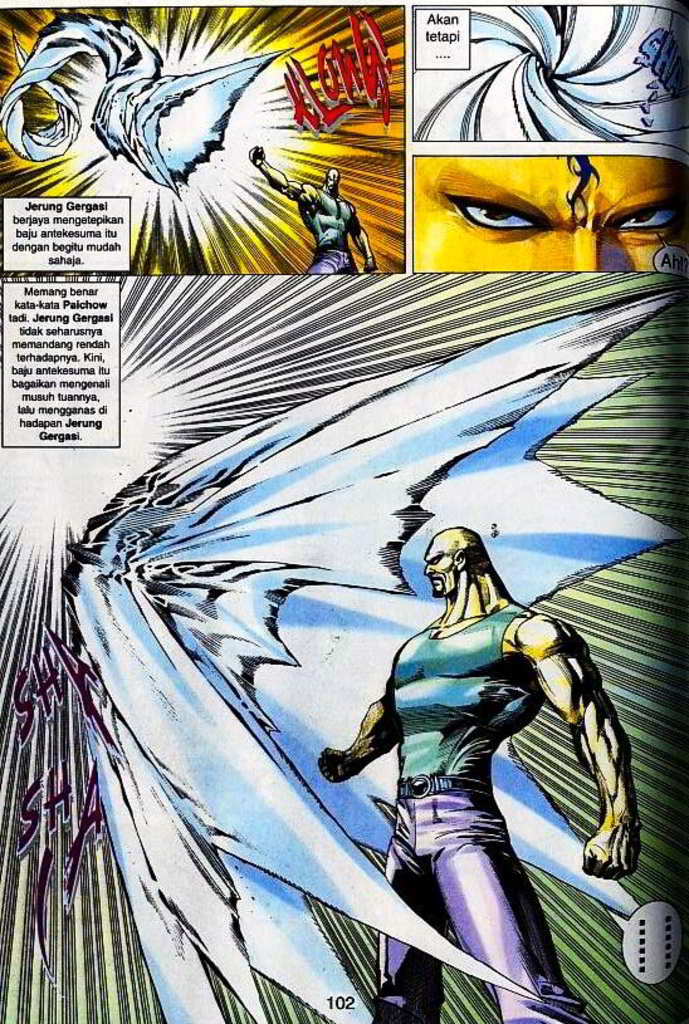 KLOWW
Jerung Gergasi
berjaya mengetepikan
baju antekesuma itu
dengan begitu mudah
sahaja.
Akan
tetapi
....
Ah!?
Memang benar
kata-kata Paichow
tadi. Jerung Gergasi
tidak seharusnya
memandang rendah
terhadapnya. Kini,
baju antekesuma itu
bagaikan mengenali
musuh tuannya,
lalu mengganas di
hadapan Jerung
Gergasi.
SHA
SHA
102